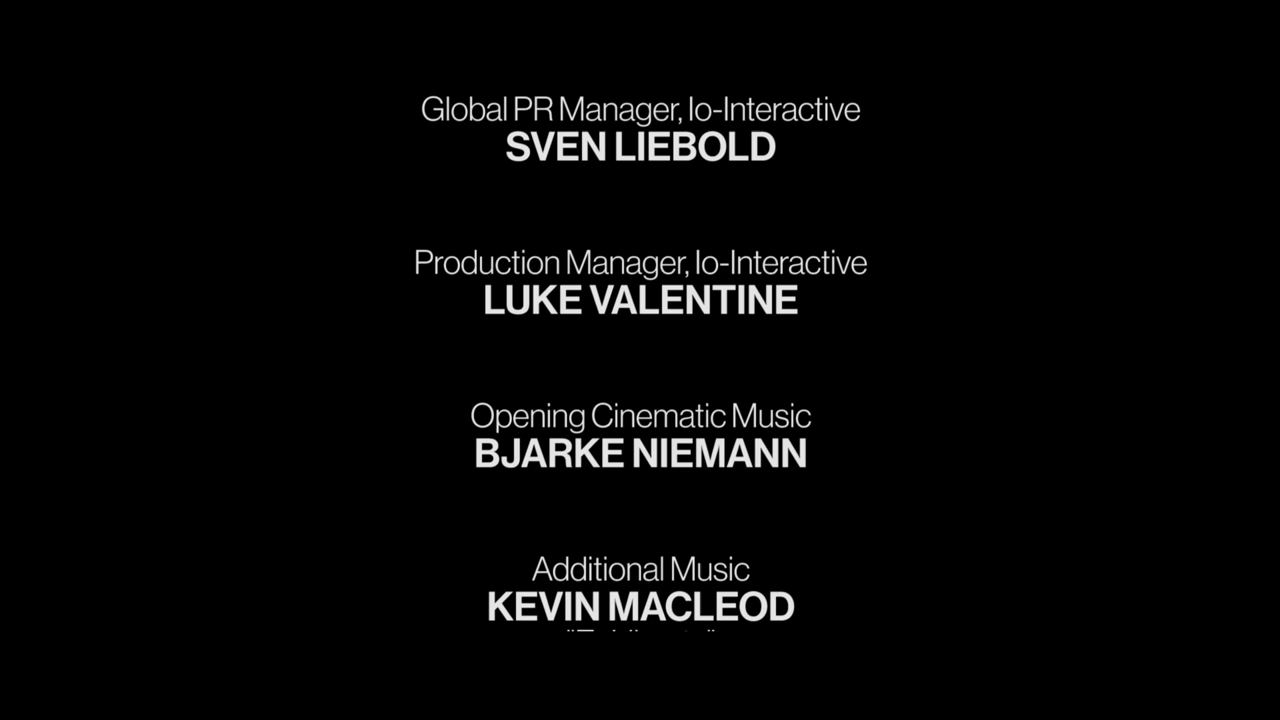 Global PR Manager, Io-Interactive
SVEN LIEBOLD
Production Manager, Io-Interactive
LUKE VALENTINE
Opening Cinematic Music
BJARKE NIEMANN
Additional Music
KEVIN MACLEOD